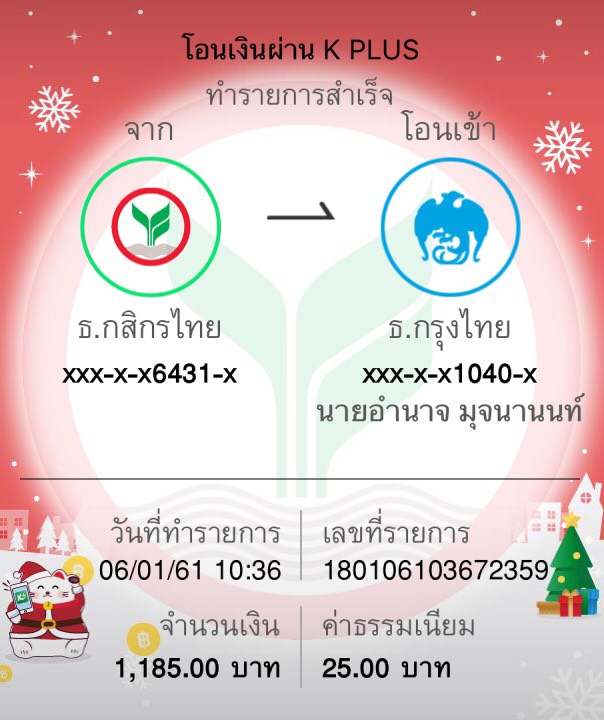 โอนเงินผ่าน K PLUS
ทำรายการสำเร็จ
จาก
โอนเข้า
ธ.กสิกรไทย
xxx-x-x6431-x
ธ.กรุงไทย
xxx-x-x1040-x
นายอำนาจ มุจนานนท์
วันที่ทำรายการ
06/01/61 10:36
เลขที่รายการ
180106103672359
จำนวนเงิน
1,185.00 บาท
ค่าธรรมเนียม
25.00 บาท